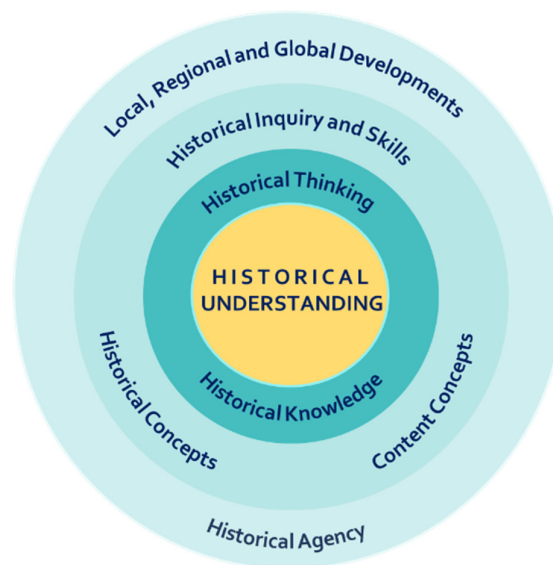 Local, Regional and Global Developments
Historical Inquiry and Skills
Historical Thinking
HISTORICAL
UNDERSTANDING
Historical Knowledge
Historical Concepts
Content Concepts
Historical Agency